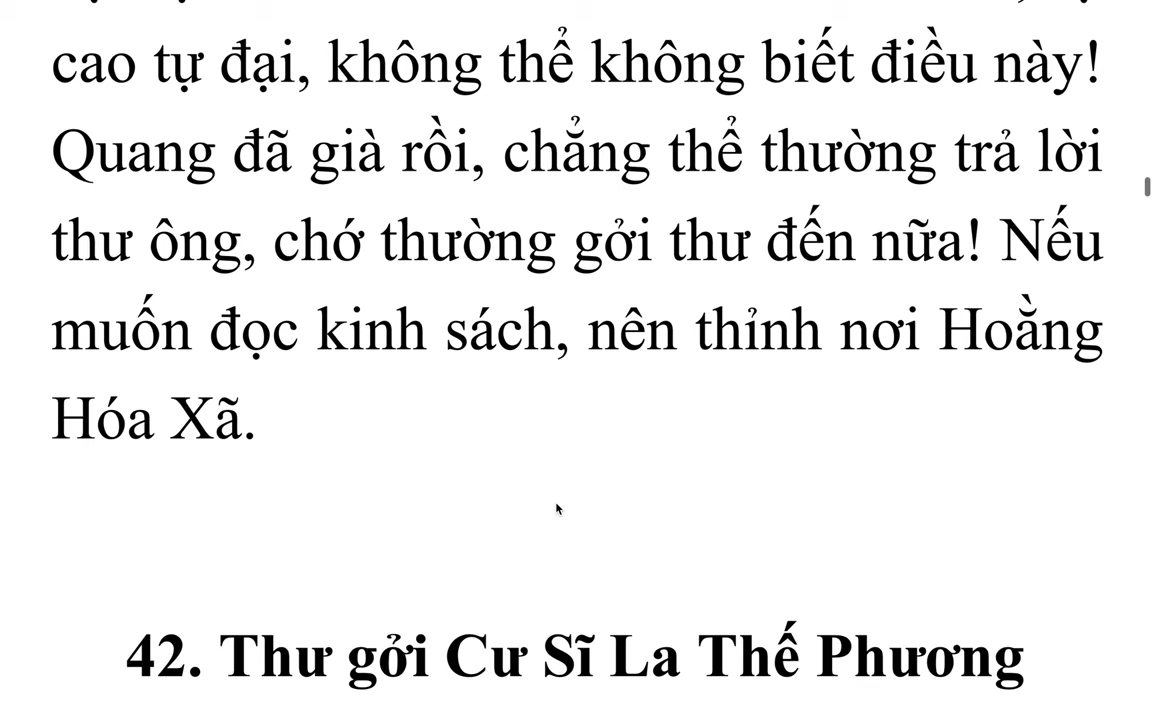 cao tự đại, không thể không biết điều này!
Quang đã già rồi, chẳng thể thường trả lời
thư ông, chớ thường gởi thư đến nữa! Nếu
muốn đọc kinh sách, nên thỉnh nơi Hoằng
Hóa Xã.
42. Thư gởi Cư Sĩ La Thế Phương